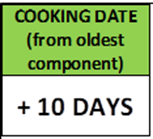 COOKING DATE
(from oldest
component)
+ 10 DAYS